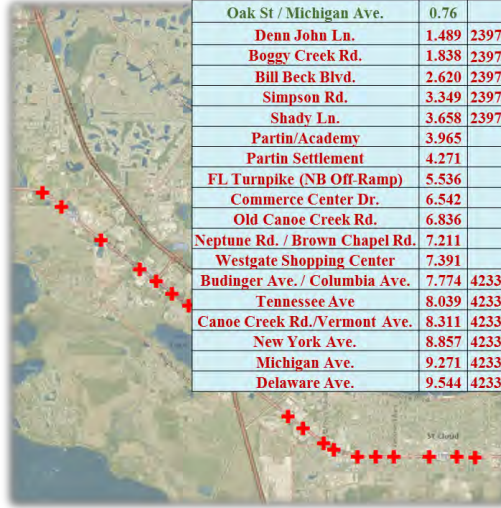 Oak St / Michigan Ave. 0.76
Denn John Ln. 1.489 2397
Boggy Creek Rd. 1.838 2397
Bill Beck Blvd. 2.620 2397
Simpson Rd. 3.349 2397
Shady Ln. 3.658 2397
Partin/Academy 3.965
Partin Settlement 4.271
FL Turnpike (NB Off-Ramp) 5.536
Commerce Center Dr. 6.542
Old Canoe Creek Rd. 6.836
Neptune Rd. / Brown Chapel Rd. 7.211
Westgate Shopping Center 7.391
Budinger Ave. / Columbia Ave. 7.774 4233
Tennessee Ave 8.039 4233
Canoe Creek Rd./Vermont Ave. 8.311 4233
New York Ave. 8.857 4233
Michigan Ave. 9.271 4233
Delaware Ave. 9.544 4233
St Cloud